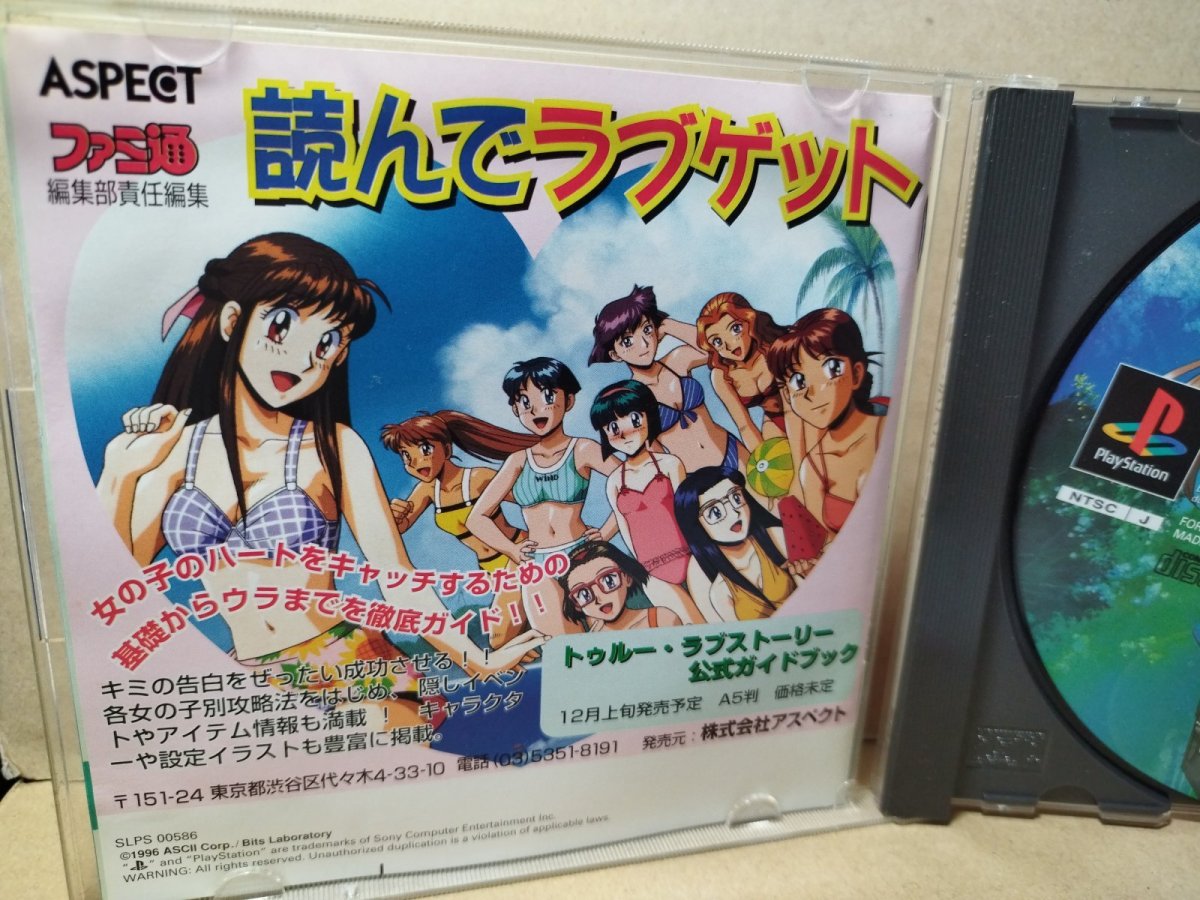 ASPECT
ファミ通
編集部責任編集
読んでラブゲット
WIND
女の子のハートをキャッチするための
基礎からウラまでを徹底ガイド!!
キミの告白をぜったい成功させる!!
各女の子別攻略法をはじめ、隠しイベン
トやアイテム情報も満載! キャラクタ
ーや設定イラストも豊富に掲載。
トゥルー・ラブストーリー
公式ガイドブック
12月上旬発売予定 A5判 価格未定
〒151-24 東京都渋谷区代々木4-33-10 電話(03)5351-8191 発売元:株式会社アスペクト
SLPS 00586
©1996 ASCII Corp./Bits Laboratory
" " and "PlayStation" are trademarks of Sony Computer Entertainment Inc.
WARNING: All rights reserved. Unauthorized duplication is a violation of applicable laws.
PlayStation
NTSC J
FO
MAD
dis